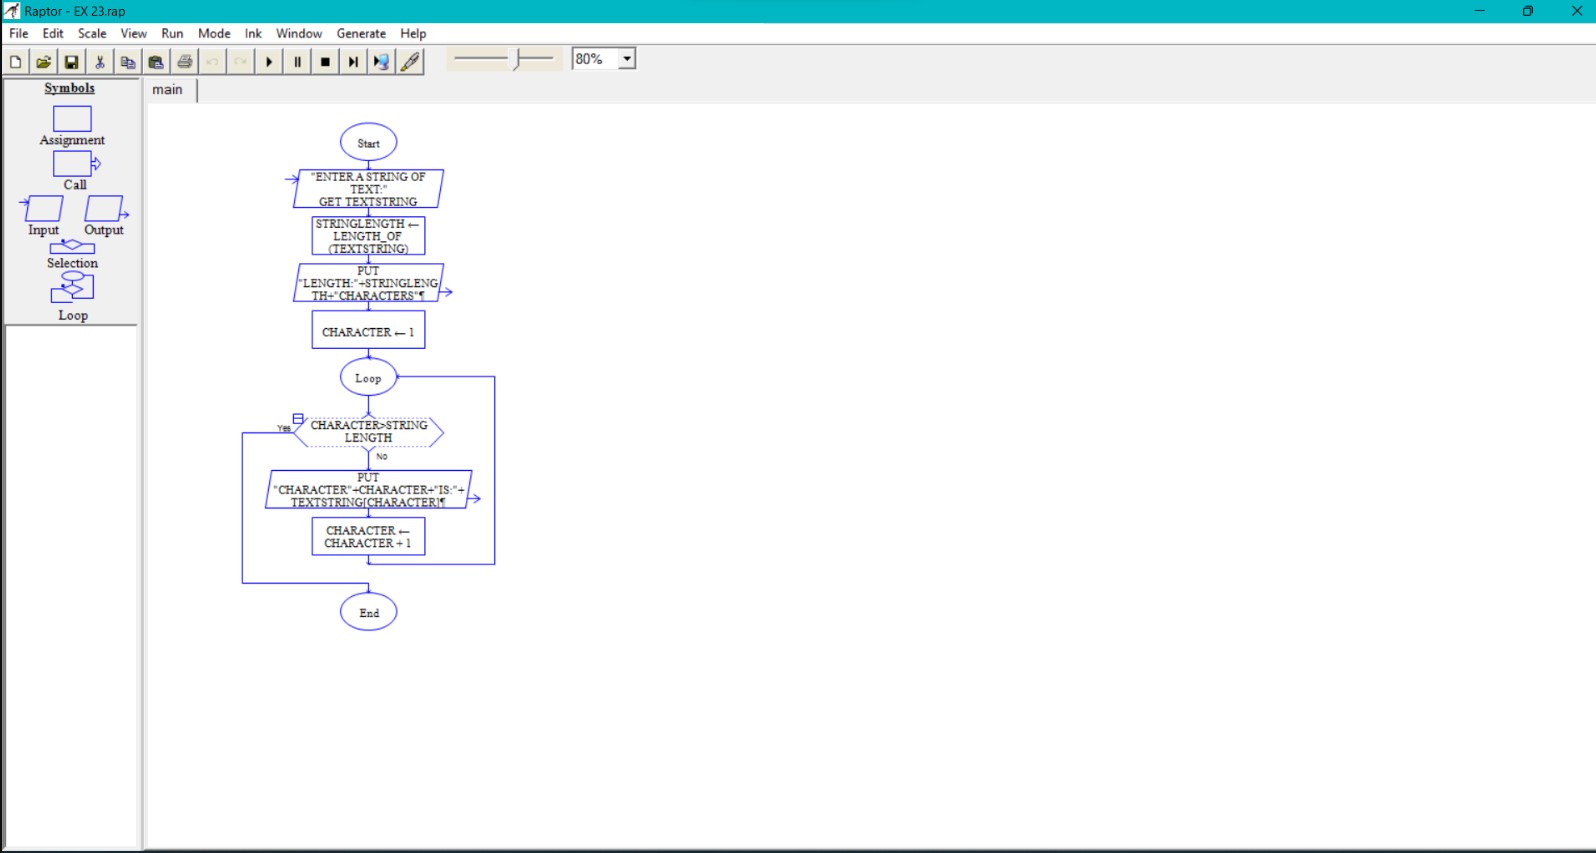 Raptor - EX 23.rap
File Edit Scale View Run Mode Ink Window Generate Help
80%
Symbols
Assignment
Call
Input Output
Selection
Loop
main
Start
"ENTER A STRING OF
TEXT:"
GET TEXTSTRING
STRINGLENGTH ←
LENGTH_OF
(TEXTSTRING)
PUT
"LENGTH:"+STRINGLENG
TH+"CHARACTERS"¶
CHARACTER ← 1
Loop
CHARACTER>STRING
LENGTH
Yes
No
PUT
"CHARACTER"+CHARACTER+"IS:"+
TEXTSTRING[CHARACTER]¶
CHARACTER ←
CHARACTER + 1
End